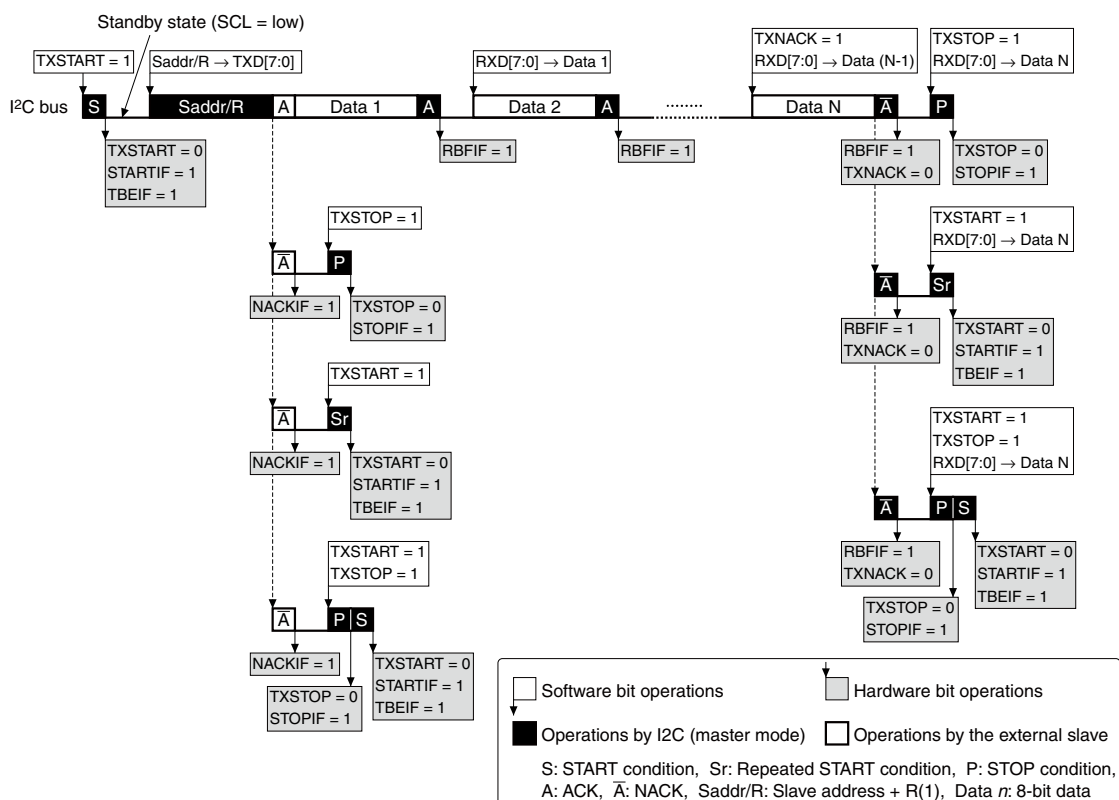 Standby state (SCL = low)
TXSTART = 1
Saddr/R → TXD[7:0]
RXD[7:0] → Data 1
TXNACK = 1
RXD[7:0] → Data (N-1)
TXSTOP = 1
RXD[7:0] → Data N
I²C bus
S
Saddr/R
A
Data 1
A
Data 2
A
Data N
A̅
P
TXSTART = 0
STARTIF = 1
TBEIF = 1
RBFIF = 1
RBFIF = 1
RBFIF = 1
TXNACK = 0
TXSTOP = 0
STOPIF = 1
TXSTOP = 1
A̅
P
NACKIF = 1
TXSTOP = 0
STOPIF = 1
TXSTART = 1
RXD[7:0] → Data N
A̅
Sr
RBFIF = 1
TXNACK = 0
TXSTART = 0
STARTIF = 1
TBEIF = 1
TXSTART = 1
A̅
Sr
NACKIF = 1
TXSTART = 0
STARTIF = 1
TBEIF = 1
TXSTART = 1
TXSTOP = 1
RXD[7:0] → Data N
A̅
P
S
RBFIF = 1
TXNACK = 0
TXSTOP = 0
STOPIF = 1
TXSTART = 0
STARTIF = 1
TBEIF = 1
TXSTART = 1
TXSTOP = 1
A̅
P
S
NACKIF = 1
TXSTOP = 0
STOPIF = 1
TXSTART = 0
STARTIF = 1
TBEIF = 1
Software bit operations
Hardware bit operations
Operations by I2C (master mode)
Operations by the external slave
S: START condition, Sr: Repeated START condition, P: STOP condition,
A: ACK, A̅: NACK, Saddr/R: Slave address + R(1), Data n: 8-bit data